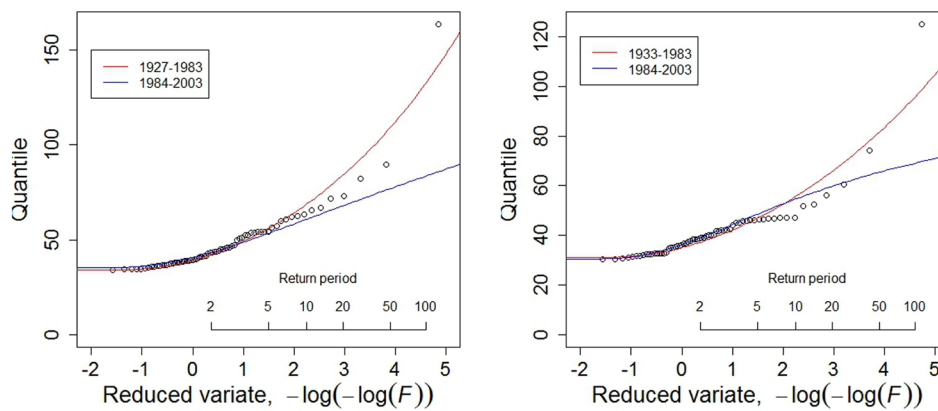 150
100
50
0
Quantile
1927-1983
1984-2003
Return period
2 5 10 20 50 100
-2 -1 0 1 2 3 4 5
Reduced variate, −log(−log(F))
120
100
80
60
40
20
0
Quantile
1933-1983
1984-2003
Return period
2 5 10 20 50 100
-2 -1 0 1 2 3 4 5
Reduced variate, −log(−log(F))